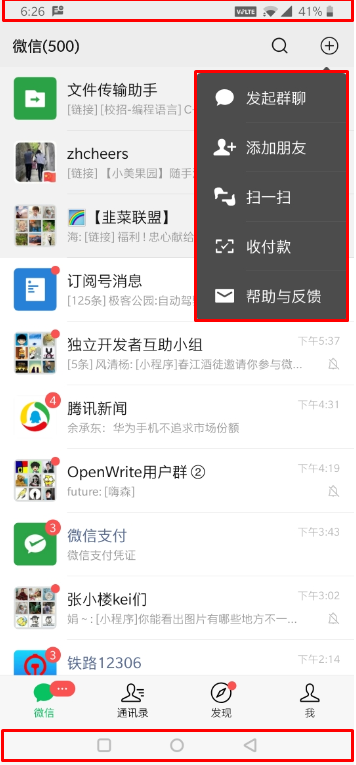 6:26
VoLTE
41%
微信(500)
文件传输助手
[链接] [校招-编程语言] C
发起群聊
添加朋友
扫一扫
收付款
帮助与反馈
zhcheers
[链接] 【小美果园】随手
【韭菜联盟】
海: [链接] 福利！忠心献给
订阅号消息
[125条] 极客公园:自动驾
独立开发者互助小组
下午5:37
[5条] 风清杨: [小程序]春江酒徒邀请你参与微...
4
腾讯新闻
下午4:31
余承东：华为手机不追求市场份额
OpenWrite用户群 ②
下午4:19
future: [嗨森]
3
微信支付
下午3:43
微信支付凭证
张小楼kei们
下午3:02
娟~: [小程序]你能看出图片有哪些地方不一...
3
铁路12306
下午2:14
...
微信
通讯录
发现
我